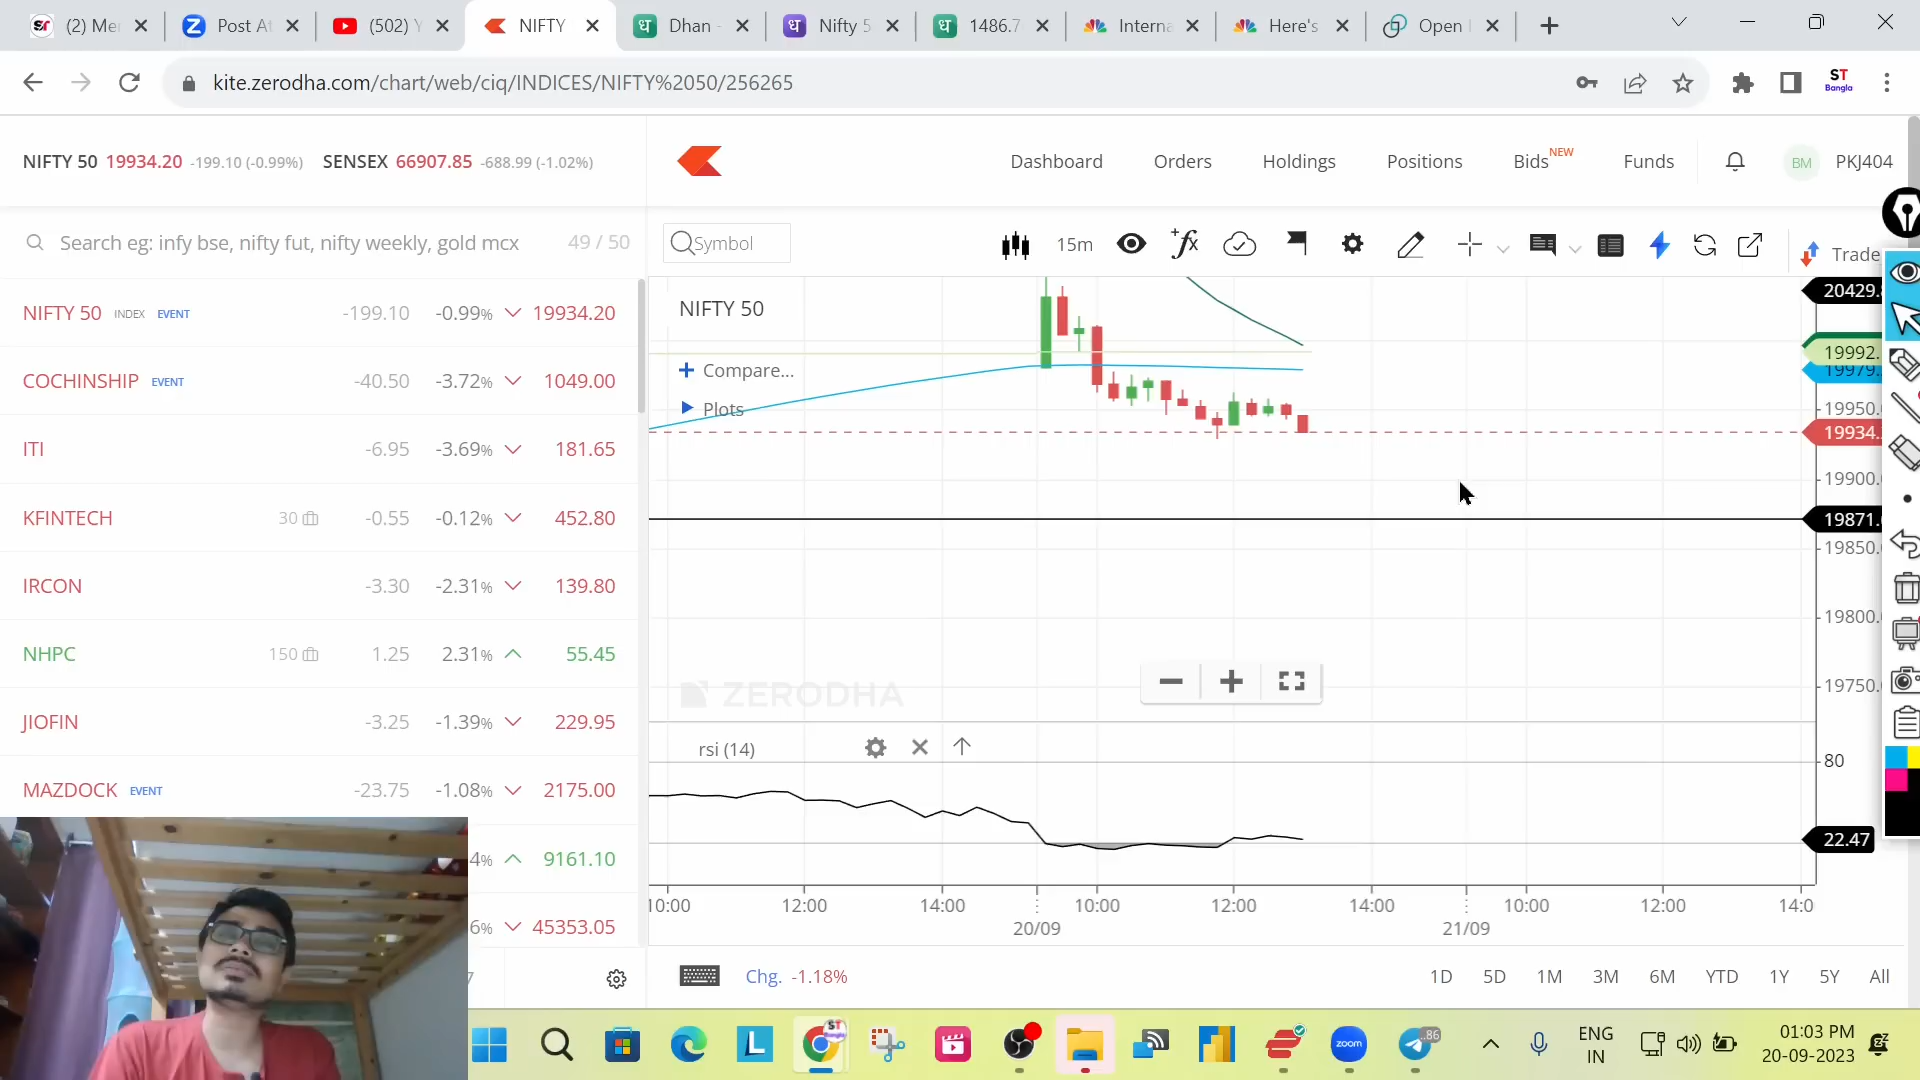 (2) Me
Post At
(502) Y
NIFTY
Dhan -
Nifty 5
1486.7
Interna
Here's
Open
kite.zerodha.com/chart/web/ciq/INDICES/NIFTY%2050/256265
ST
Bangla
NIFTY 50 19934.20 -199.10 (-0.99%) SENSEX 66907.85 -688.99 (-1.02%)
Dashboard Orders Holdings Positions Bids NEW Funds BM PKJ404
Search eg: infy bse, nifty fut, nifty weekly, gold mcx 49 / 50
Symbol 15m Trade
NIFTY 50 INDEX EVENT -199.10 -0.99% 19934.20
COCHINSHIP EVENT -40.50 -3.72% 1049.00
ITI -6.95 -3.69% 181.65
KFINTECH 30 -0.55 -0.12% 452.80
IRCON -3.30 -2.31% 139.80
NHPC 150 1.25 2.31% 55.45
JIOFIN -3.25 -1.39% 229.95
MAZDOCK EVENT -23.75 -1.08% 2175.00
4% 9161.10
6% 45353.05
7
NIFTY 50
Compare...
Plots
20429.
19992.
19979.
19950.
19934.
19900.
19871.
19850.
19800.
19750.
ZERODHA
rsi (14)
80
22.47
10:00 12:00 14:00 10:00 12:00 14:00 10:00 12:00 14:0
20/09 21/09
Chg. -1.18%
1D 5D 1M 3M 6M YTD 1Y 5Y All
L
ST
zoom
86
ENG
IN
01:03 PM
20-09-2023